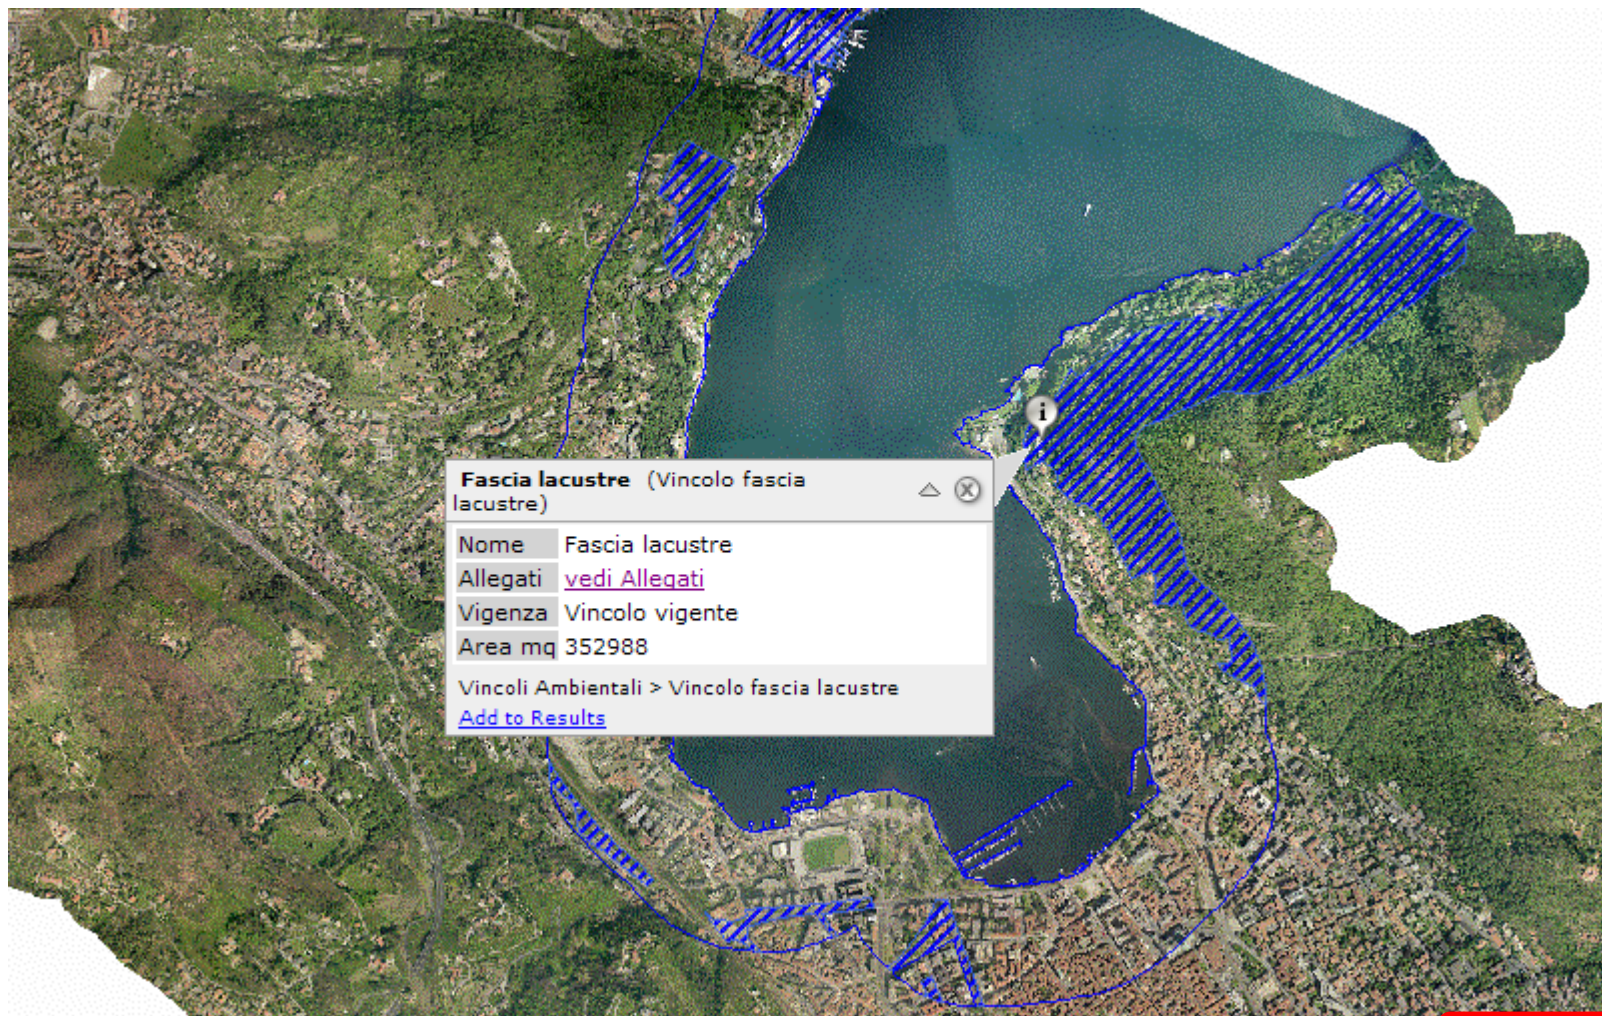 i
Fascia lacustre (Vincolo fascia
lacustre)
Nome Fascia lacustre
Allegati vedi Allegati
Vigenza Vincolo vigente
Area mq 352988
Vincoli Ambientali > Vincolo fascia lacustre
Add to Results